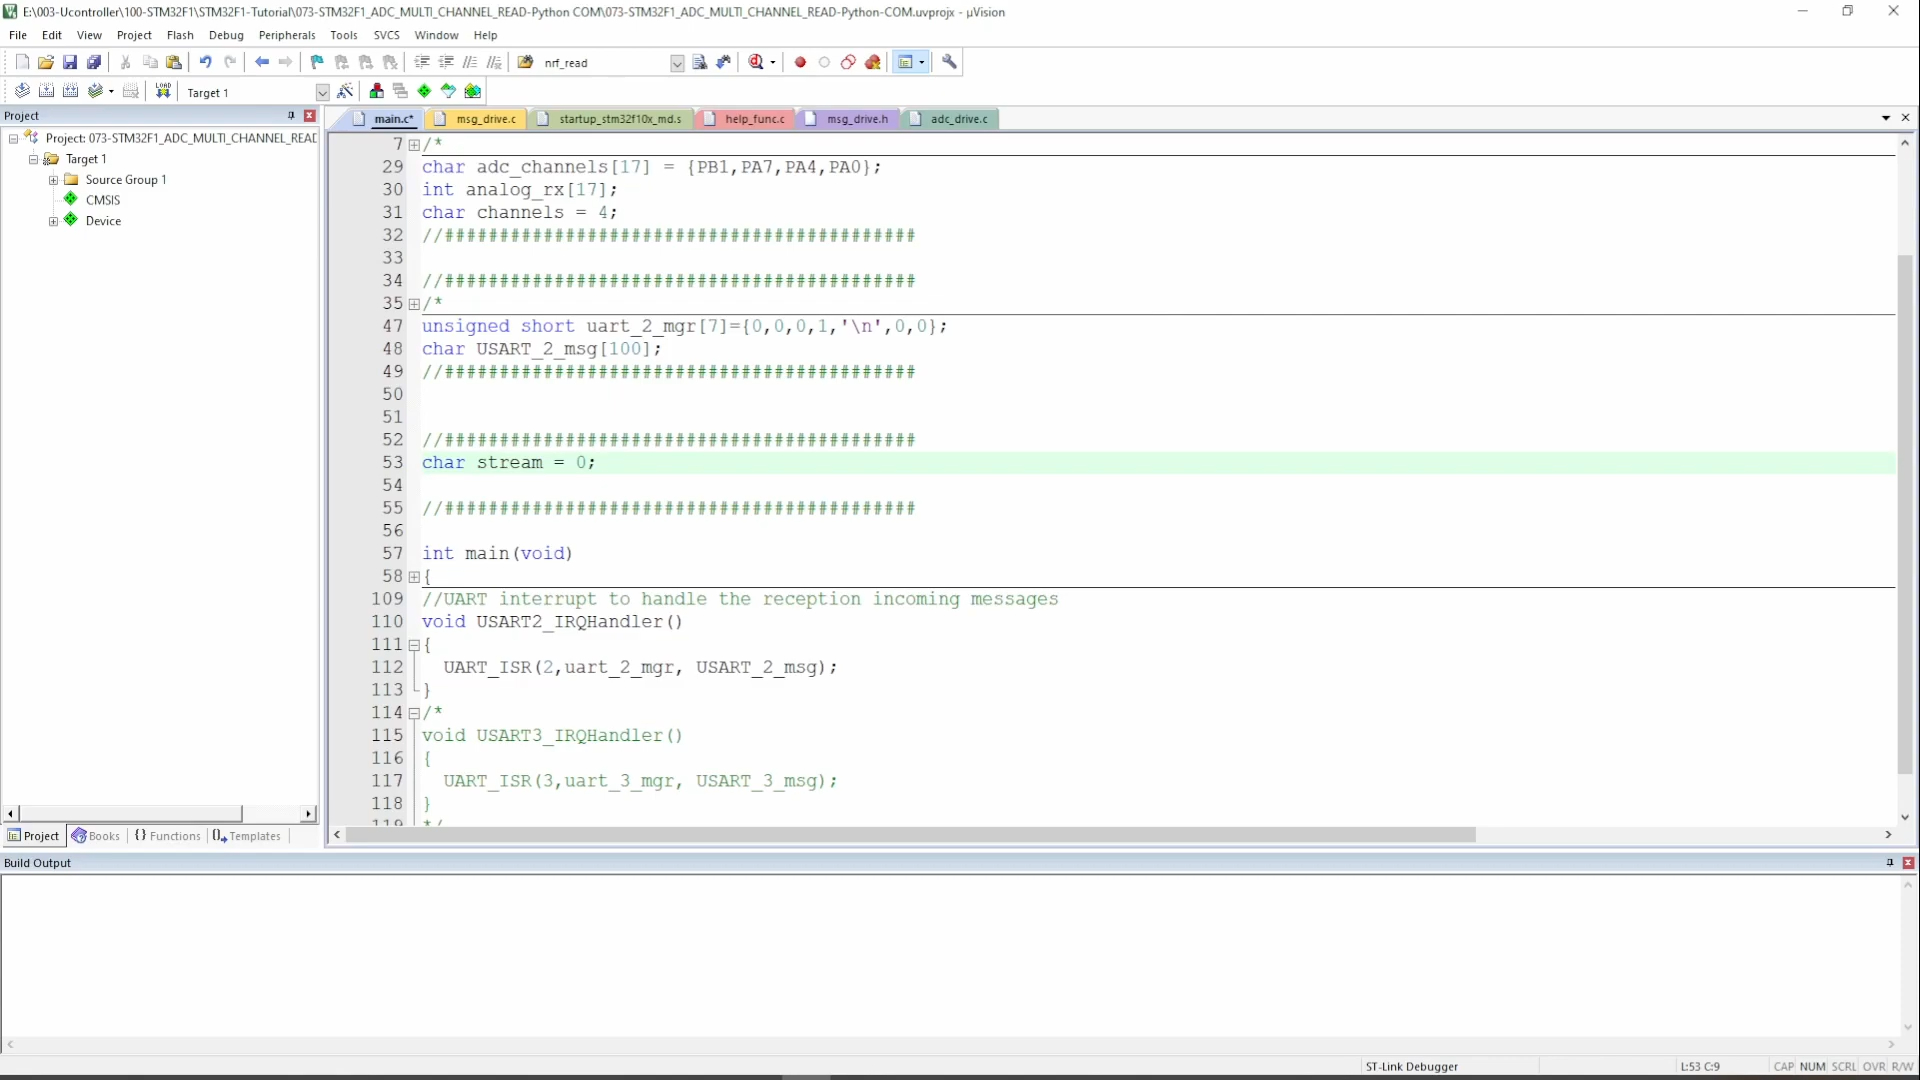 E:\003-Ucontroller\100-STM32F1\STM32F1-Tutorial\073-STM32F1_ADC_MULTI_CHANNEL_READ-Python COM\073-STM32F1_ADC_MULTI_CHANNEL_READ-Python-COM.uvprojx - µVision
File Edit View Project Flash Debug Peripherals Tools SVCS Window Help
nrf_read
LOAD Target 1
Project
main.c* msg_drive.c startup_stm32f10x_md.s help_func.c msg_drive.h adc_drive.c
Project: 073-STM32F1_ADC_MULTI_CHANNEL_READ
Target 1
Source Group 1
CMSIS
Device
7 /*
29 char adc_channels[17] = {PB1,PA7,PA4,PA0};
30 int analog_rx[17];
31 char channels = 4;
32 //###########################################
33
34 //###########################################
35 /*
47 unsigned short uart_2_mgr[7]={0,0,0,1,'\n',0,0};
48 char USART_2_msg[100];
49 //###########################################
50
51
52 //###########################################
53 char stream = 0;
54
55 //###########################################
56
57 int main(void)
58 {
109 //UART interrupt to handle the reception incoming messages
110 void USART2_IRQHandler()
111 {
112 UART_ISR(2,uart_2_mgr, USART_2_msg);
113 }
114 /*
115 void USART3_IRQHandler()
116 {
117 UART_ISR(3,uart_3_mgr, USART_3_msg);
118 }
119 */
Project Books {} Functions Templates
Build Output
ST-Link Debugger L:53 C:9 CAP NUM SCRL OVR R/W